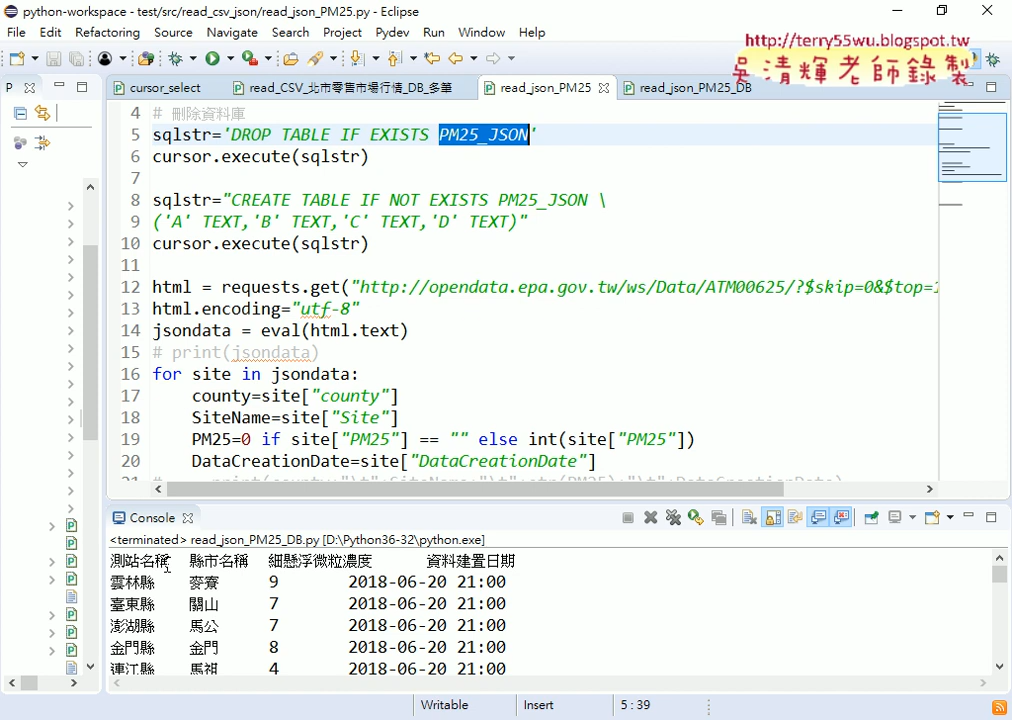 python-workspace - test/src/read_csv_json/read_json_PM25.py - Eclipse
File Edit Refactoring Source Navigate Search Project Pydev Run Window Help
http://terry55wu.blogspot.tw
吳清輝老師錄製
P
cursor_select
read_CSV_北市零售市場行情_DB_多筆
read_json_PM25
read_json_PM25_DB
4 # 刪除資料庫
5 sqlstr='DROP TABLE IF EXISTS PM25_JSON'
6 cursor.execute(sqlstr)
7
8 sqlstr="CREATE TABLE IF NOT EXISTS PM25_JSON \
9 ('A' TEXT,'B' TEXT,'C' TEXT,'D' TEXT)"
10 cursor.execute(sqlstr)
11
12 html = requests.get("http://opendata.epa.gov.tw/ws/Data/ATM00625/?$skip=0&$top=1
13 html.encoding="utf-8"
14 jsondata = eval(html.text)
15 # print(jsondata)
16 for site in jsondata:
17 county=site["county"]
18 SiteName=site["Site"]
19 PM25=0 if site["PM25"] == "" else int(site["PM25"])
20 DataCreationDate=site["DataCreationDate"]
Console
<terminated> read_json_PM25_DB.py [D:\Python36-32\python.exe]
測站名稱 縣市名稱 細懸浮微粒濃度 資料建置日期
雲林縣 麥寮 9 2018-06-20 21:00
臺東縣 關山 7 2018-06-20 21:00
澎湖縣 馬公 7 2018-06-20 21:00
金門縣 金門 8 2018-06-20 21:00
連江縣 馬祖 4 2018-06-20 21:00
Writable Insert 5 : 39